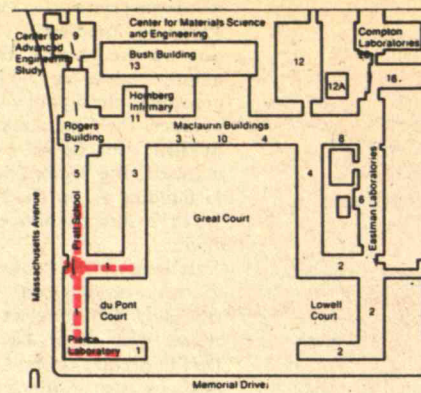 Center for
Advanced
Engineering
Study
9
Center for Materials Science
and Engineering
Bush Building
13
Compton
Laboratories
12
12A
16
Homberg
Infirmary
11
Rogers
Building
7
Maclaurin Buildings
3
10
4
8
5
3
4
6
Massachusetts Avenue
Pratt School
Great Court
Eastman Laboratories
1
2
du Pont
Court
Lowell
Court
2
Pierce
Laboratory
1
2
Memorial Drive